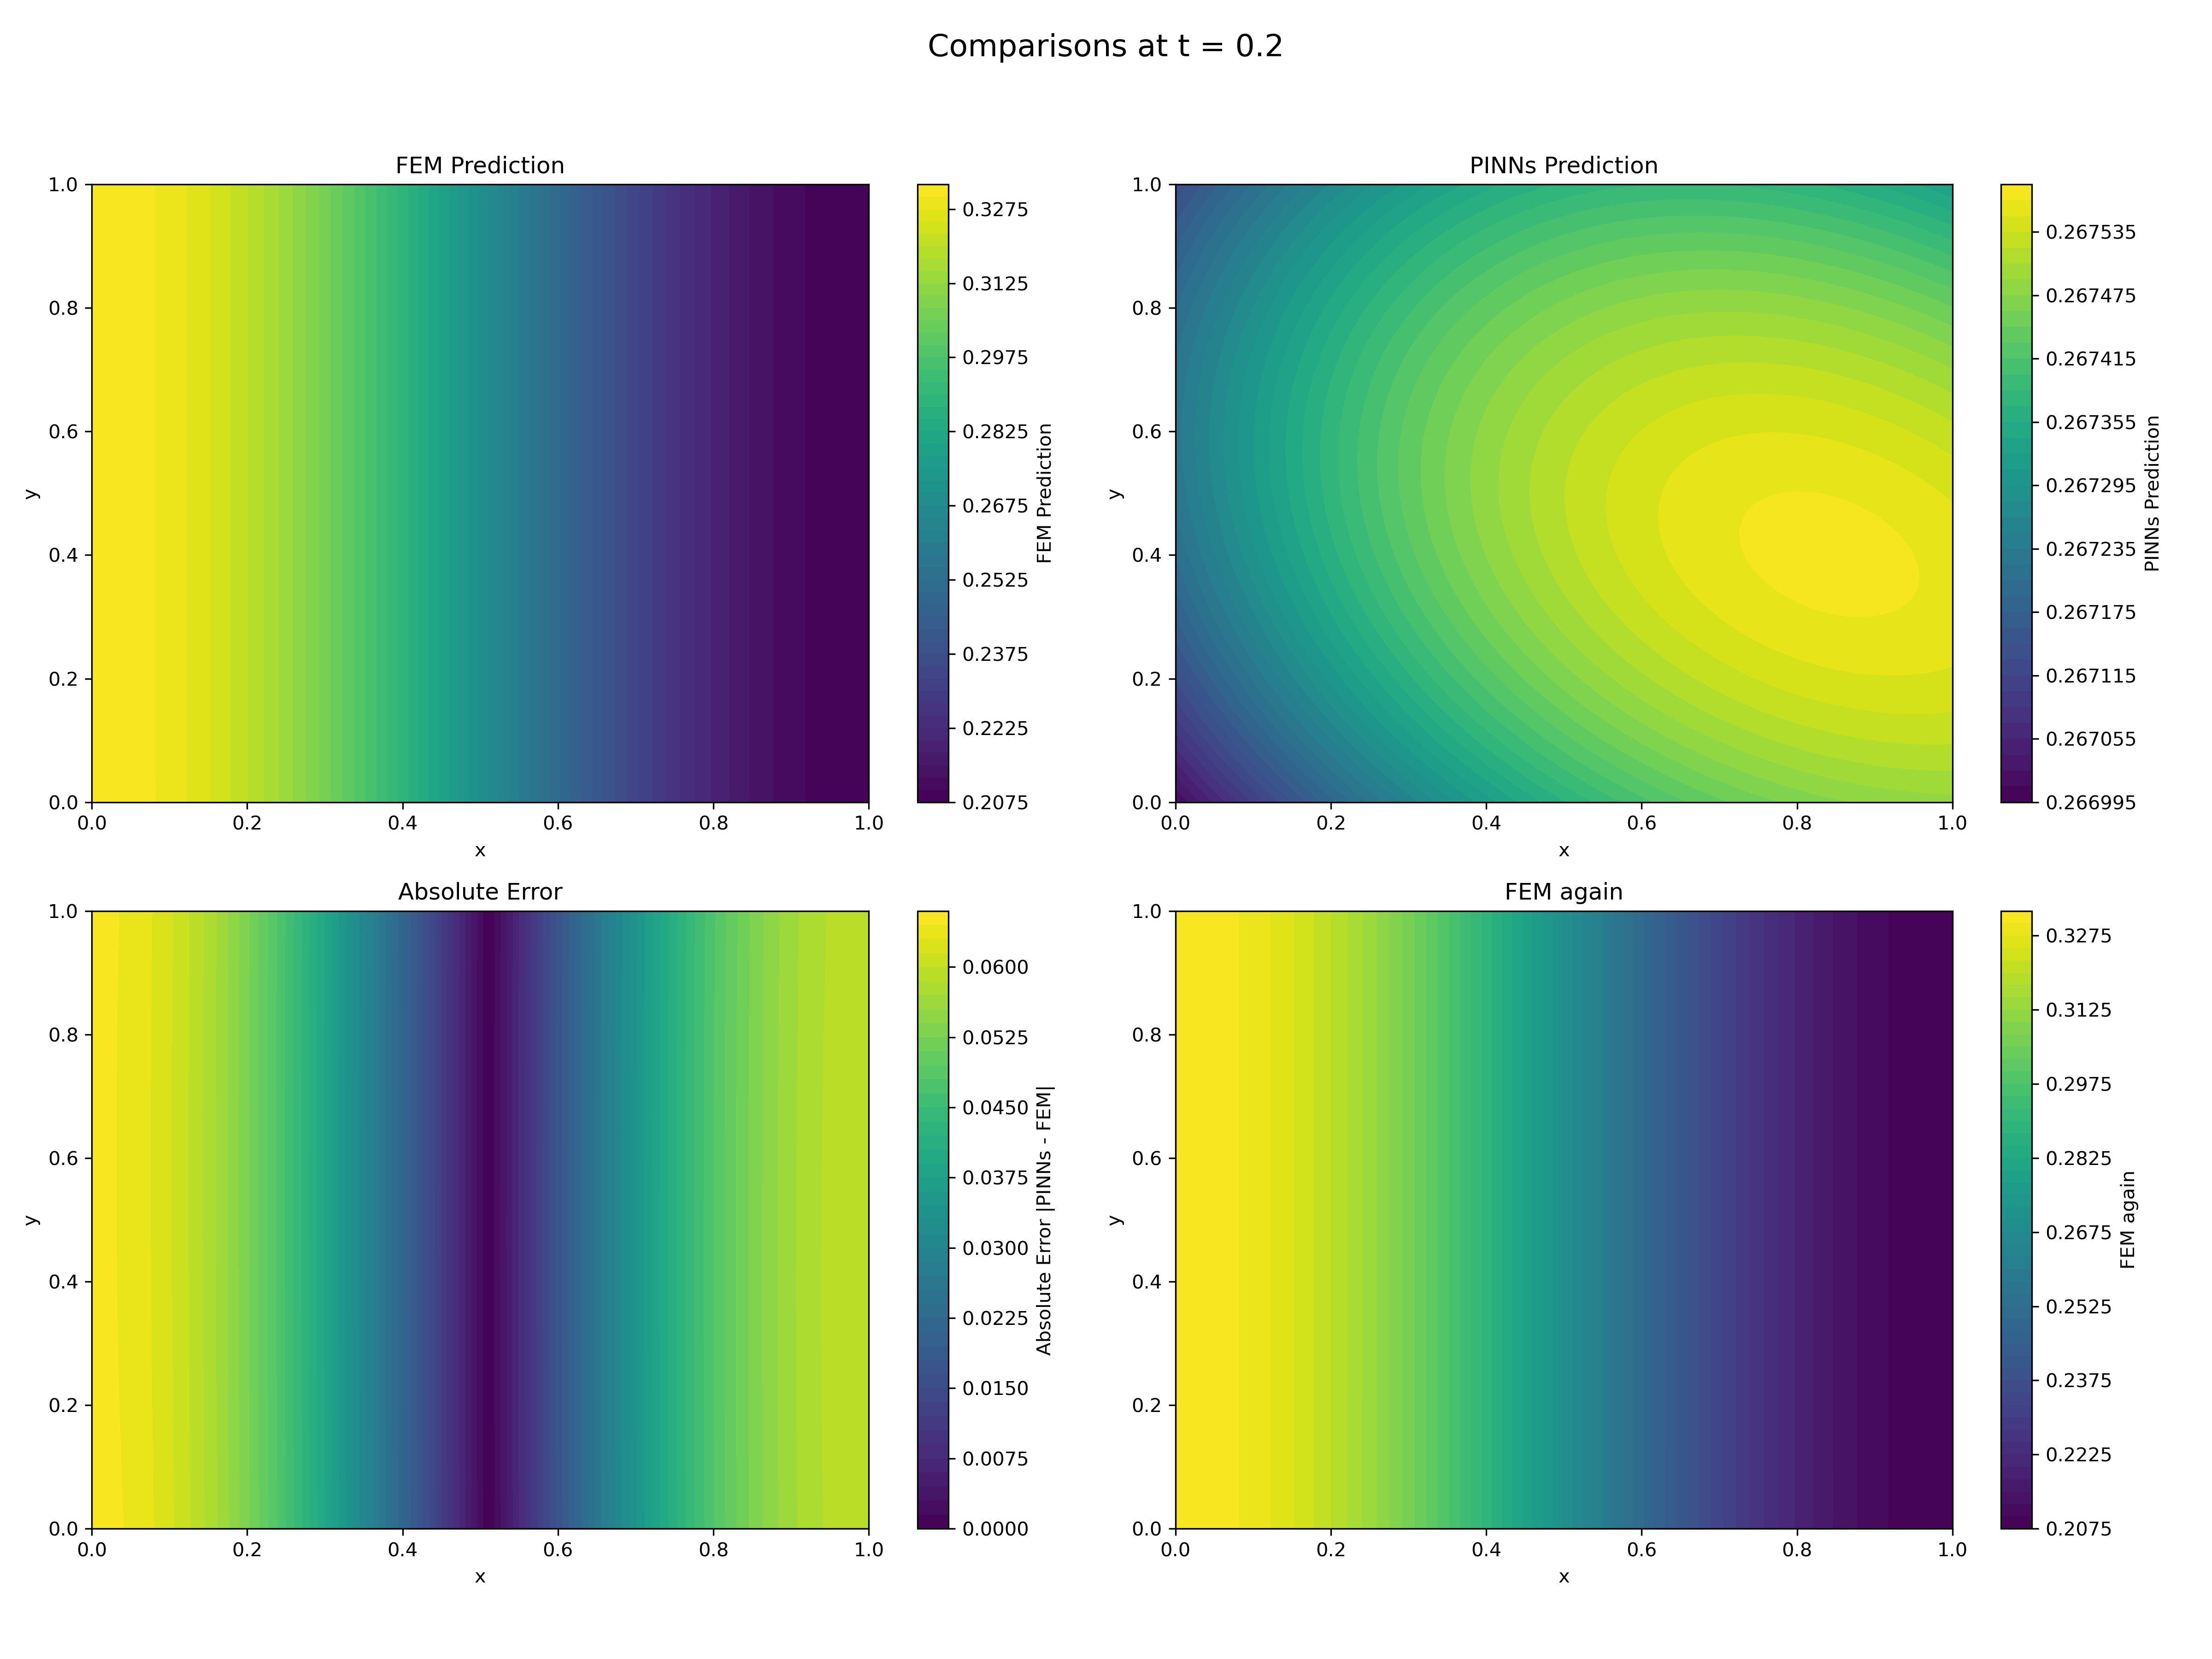 Comparisons at t = 0.2
FEM Prediction
1.0
0.8
0.6
0.4
0.2
0.0
y
0.0 0.2 0.4 0.6 0.8 1.0
x
0.3275
0.3125
0.2975
0.2825
0.2675
0.2525
0.2375
0.2225
0.2075
FEM Prediction
PINNs Prediction
1.0
0.8
0.6
0.4
0.2
0.0
y
0.0 0.2 0.4 0.6 0.8 1.0
x
0.267535
0.267475
0.267415
0.267355
0.267295
0.267235
0.267175
0.267115
0.267055
0.266995
PINNs Prediction
Absolute Error
1.0
0.8
0.6
0.4
0.2
0.0
y
0.0 0.2 0.4 0.6 0.8 1.0
x
0.0600
0.0525
0.0450
0.0375
0.0300
0.0225
0.0150
0.0075
0.0000
Absolute Error |PINNs - FEM|
FEM again
1.0
0.8
0.6
0.4
0.2
0.0
y
0.0 0.2 0.4 0.6 0.8 1.0
x
0.3275
0.3125
0.2975
0.2825
0.2675
0.2525
0.2375
0.2225
0.2075
FEM again